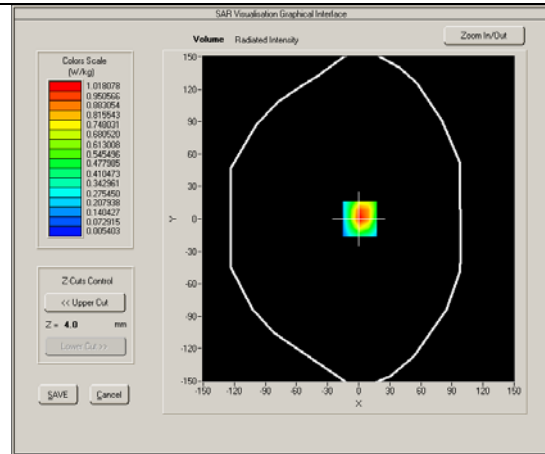 SAR Visualisation Graphical Interface
Volume Radiated Intensity
Zoom In/Out
Colors Scale
(W/kg)
1.018078
0.950566
0.883054
0.815543
0.748031
0.680520
0.613008
0.545496
0.477985
0.410473
0.342961
0.275450
0.207938
0.140427
0.072915
0.005403
Z-Cuts Control
<< Upper Cut
Z = 4.0 mm
Lower Cut >>
SAVE Cancel
150
120
90
60
30
0
-30
-60
-90
-120
-150
Y
-150 -120 -90 -60 -30 0 30 60 90 120 150
X